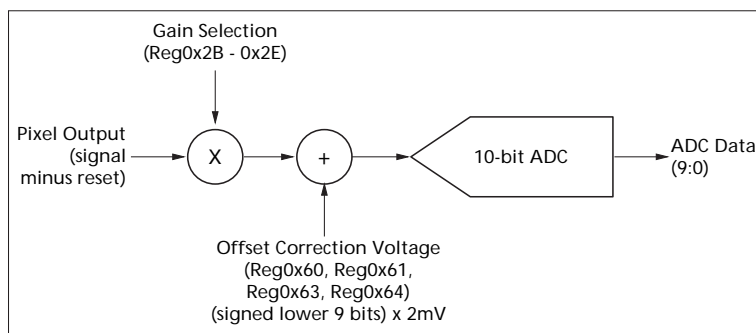 Gain Selection
(Reg0x2B - 0x2E)
Pixel Output
(signal
minus reset)
X
+
10-bit ADC
ADC Data
(9:0)
Offset Correction Voltage
(Reg0x60, Reg0x61,
Reg0x63, Reg0x64)
(signed lower 9 bits) x 2mV